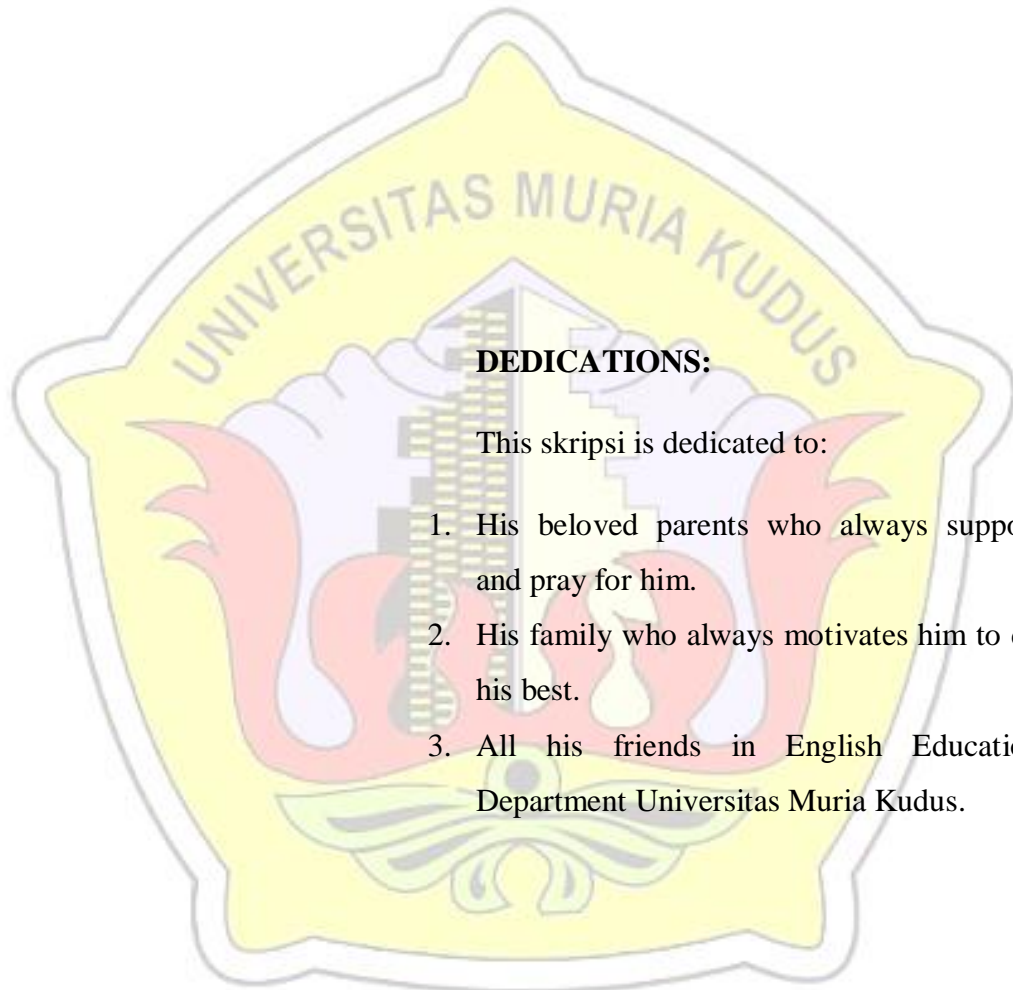 UNIVERSITAS MURIA KUDUS
DEDICATIONS:
This skripsi is dedicated to:
1. His beloved parents who always suppo
and pray for him.
2. His family who always motivates him to
his best.
3. All his friends in English Educati
Department Universitas Muria Kudus.